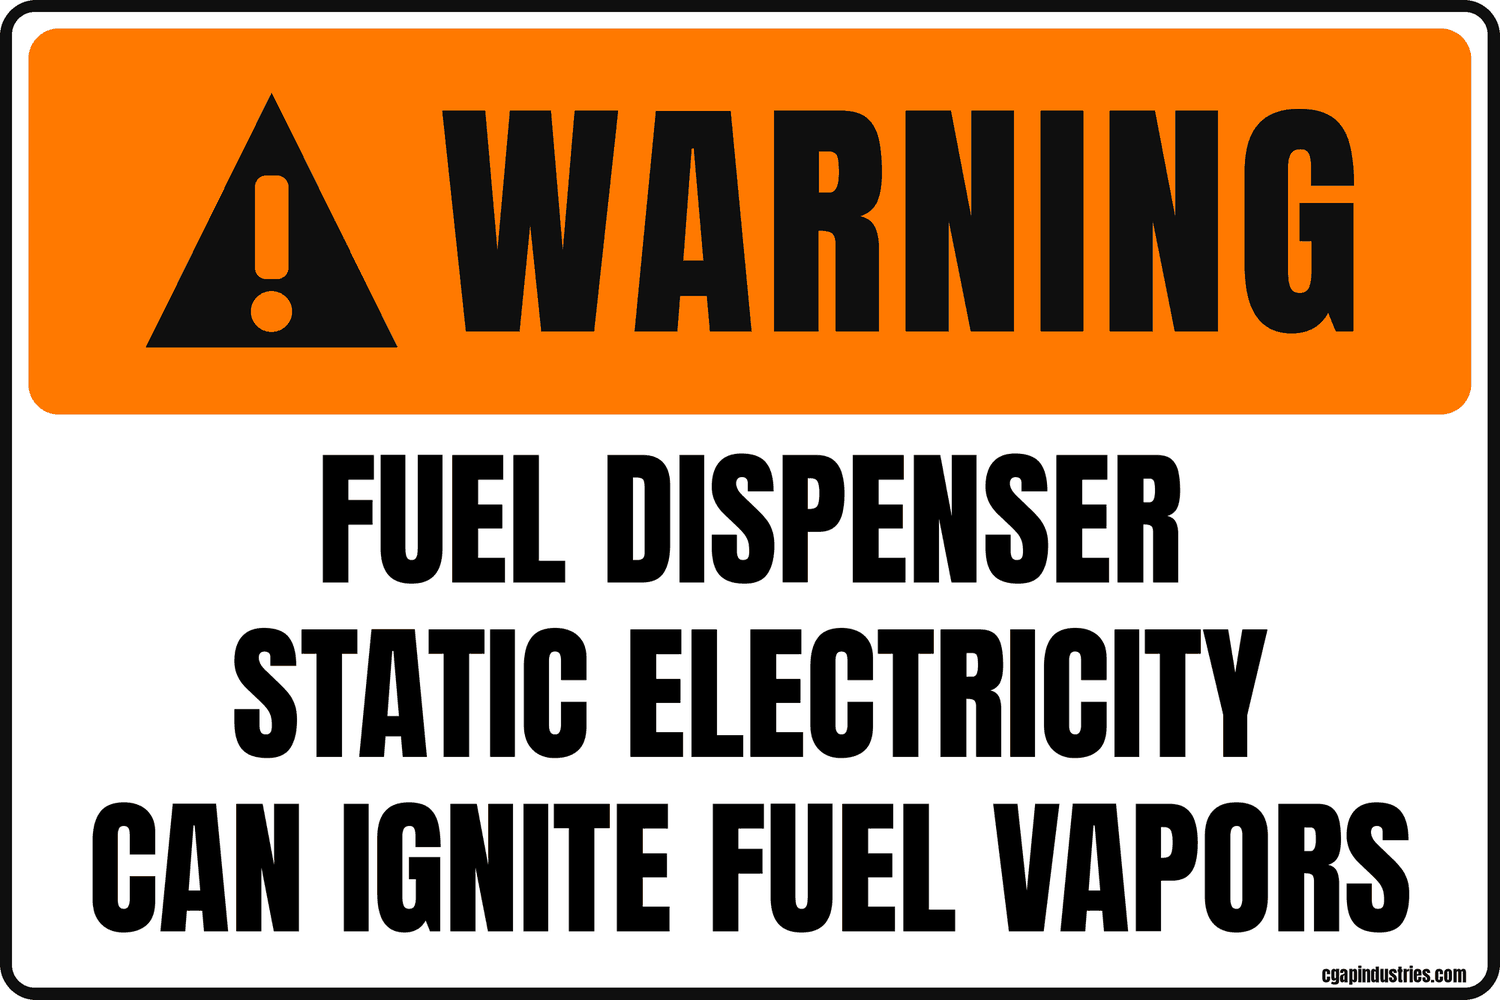 WARNING
FUEL DISPENSER
STATIC ELECTRICITY
CAN IGNITE FUEL VAPORS
cgapindustries.com